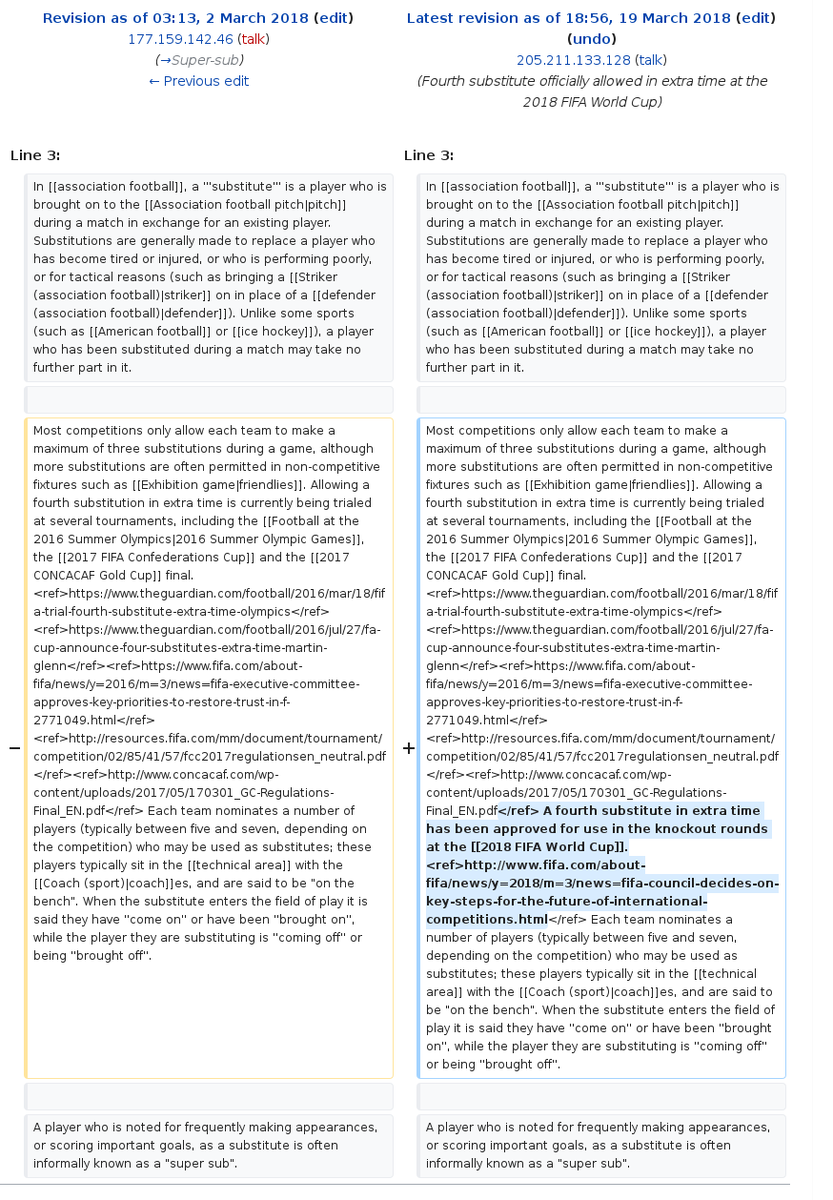 Revision as of 03:13, 2 March 2018 (edit)
177.159.142.46 (talk)
(→Super-sub)
← Previous edit
Latest revision as of 18:56, 19 March 2018 (edit)
(undo)
205.211.133.128 (talk)
(Fourth substitute officially allowed in extra time at the
2018 FIFA World Cup)
Line 3:
Line 3:
In [[association football]], a '''substitute''' is a player who is
brought on to the [[Association football pitch|pitch]]
during a match in exchange for an existing player.
Substitutions are generally made to replace a player who
has become tired or injured, or who is performing poorly,
or for tactical reasons (such as bringing a [[Striker
(association football)|striker]] on in place of a [[defender
(association football)|defender]]). Unlike some sports
(such as [[American football]] or [[ice hockey]]), a player
who has been substituted during a match may take no
further part in it.
In [[association football]], a '''substitute''' is a player who is
brought on to the [[Association football pitch|pitch]]
during a match in exchange for an existing player.
Substitutions are generally made to replace a player who
has become tired or injured, or who is performing poorly,
or for tactical reasons (such as bringing a [[Striker
(association football)|striker]] on in place of a [[defender
(association football)|defender]]). Unlike some sports
(such as [[American football]] or [[ice hockey]]), a player
who has been substituted during a match may take no
further part in it.
−
Most competitions only allow each team to make a
maximum of three substitutions during a game, although
more substitutions are often permitted in non-competitive
fixtures such as [[Exhibition game|friendlies]]. Allowing a
fourth substitution in extra time is currently being trialed
at several tournaments, including the [[Football at the
2016 Summer Olympics|2016 Summer Olympic Games]],
the [[2017 FIFA Confederations Cup]] and the [[2017
CONCACAF Gold Cup]] final.
<ref>https://www.theguardian.com/football/2016/mar/18/fif
a-trial-fourth-substitute-extra-time-olympics</ref>
<ref>https://www.theguardian.com/football/2016/jul/27/fa-
cup-announce-four-substitutes-extra-time-martin-
glenn</ref><ref>https://www.fifa.com/about-
fifa/news/y=2016/m=3/news=fifa-executive-committee-
approves-key-priorities-to-restore-trust-in-f-
2771049.html</ref>
<ref>http://resources.fifa.com/mm/document/tournament/
competition/02/85/41/57/fcc2017regulationsen_neutral.pdf
</ref><ref>http://www.concacaf.com/wp-
content/uploads/2017/05/170301_GC-Regulations-
Final_EN.pdf</ref> Each team nominates a number of
players (typically between five and seven, depending on
the competition) who may be used as substitutes; these
players typically sit in the [[technical area]] with the
[[Coach (sport)|coach]]es, and are said to be "on the
bench". When the substitute enters the field of play it is
said they have "come on" or have been "brought on",
while the player they are substituting is "coming off" or
being "brought off".
+
Most competitions only allow each team to make a
maximum of three substitutions during a game, although
more substitutions are often permitted in non-competitive
fixtures such as [[Exhibition game|friendlies]]. Allowing a
fourth substitution in extra time is currently being trialed
at several tournaments, including the [[Football at the
2016 Summer Olympics|2016 Summer Olympic Games]],
the [[2017 FIFA Confederations Cup]] and the [[2017
CONCACAF Gold Cup]] final.
<ref>https://www.theguardian.com/football/2016/mar/18/fif
a-trial-fourth-substitute-extra-time-olympics</ref>
<ref>https://www.theguardian.com/football/2016/jul/27/fa-
cup-announce-four-substitutes-extra-time-martin-
glenn</ref><ref>https://www.fifa.com/about-
fifa/news/y=2016/m=3/news=fifa-executive-committee-
approves-key-priorities-to-restore-trust-in-f-
2771049.html</ref>
<ref>http://resources.fifa.com/mm/document/tournament/
competition/02/85/41/57/fcc2017regulationsen_neutral.pdf
</ref><ref>http://www.concacaf.com/wp-
content/uploads/2017/05/170301_GC-Regulations-
Final_EN.pdf</ref> A fourth substitute in extra time
has been approved for use in the knockout rounds
at the [[2018 FIFA World Cup]].
<ref>http://www.fifa.com/about-
fifa/news/y=2018/m=3/news=fifa-council-decides-on-
key-steps-for-the-future-of-international-
competitions.html</ref> Each team nominates a
number of players (typically between five and seven,
depending on the competition) who may be used as
substitutes; these players typically sit in the [[technical
area]] with the [[Coach (sport)|coach]]es, and are said to
be "on the bench". When the substitute enters the field of
play it is said they have "come on" or have been "brought
on", while the player they are substituting is "coming off"
or being "brought off".
A player who is noted for frequently making appearances,
or scoring important goals, as a substitute is often
informally known as a "super sub".
A player who is noted for frequently making appearances,
or scoring important goals, as a substitute is often
informally known as a "super sub".